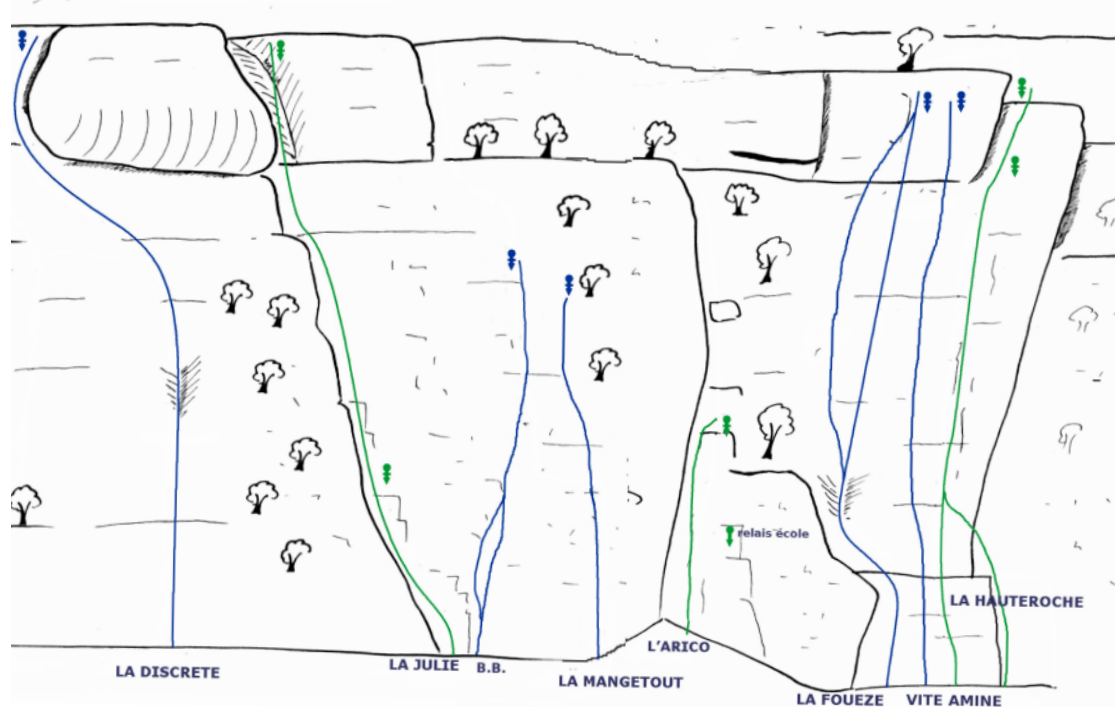 relais école
LA HAUTEROCHE
L'ARICO
LA JULIE
B.B.
LA DISCRETE
LA MANGETOUT
LA FOUEZE
VITE AMINE